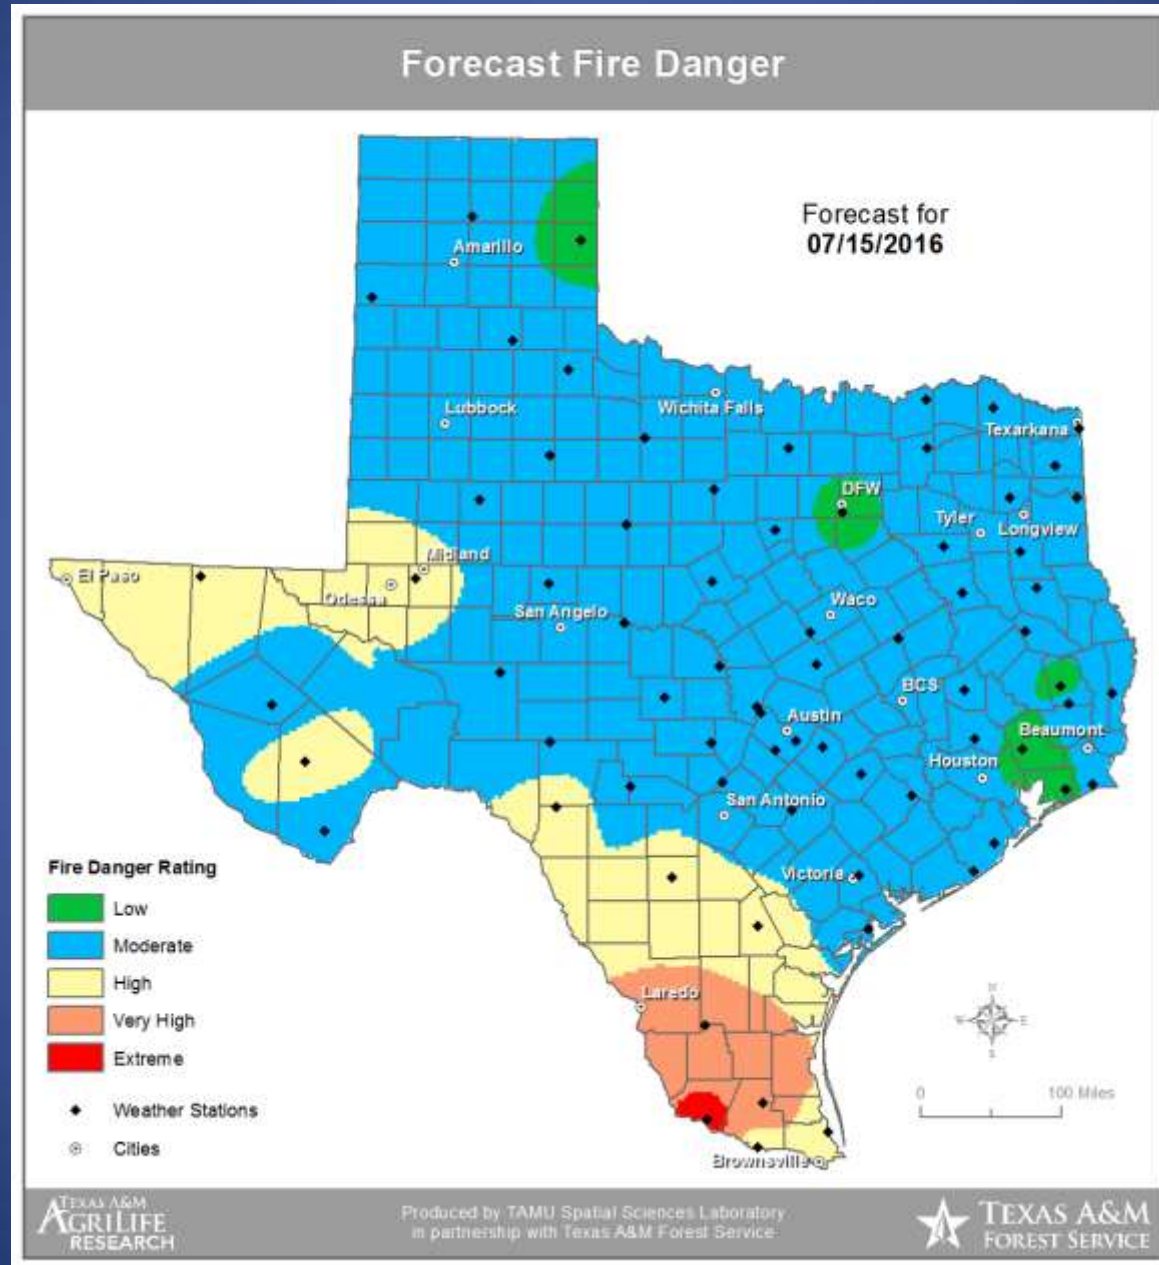 Forecast Fire Danger
Forecast for
07/15/2016
Amarillo
Lubbock
Wichita Falls
Texarkana
DFW
Tyler
Longview
Midland
El Paso
Odessa
San Angelo
Waco
BCS
Austin
Beaumont
Houston
San Antonio
Victoria
Laredo
Brownsville
Fire Danger Rating
Low
Moderate
High
Very High
Extreme
Weather Stations
Cities
N
W E
S
0 100 Miles
TEXAS A&M
AGRILIFE
RESEARCH
Produced by TAMU Spatial Sciences Laboratory
in partnership with Texas A&M Forest Service
TEXAS A&M
FOREST SERVICE